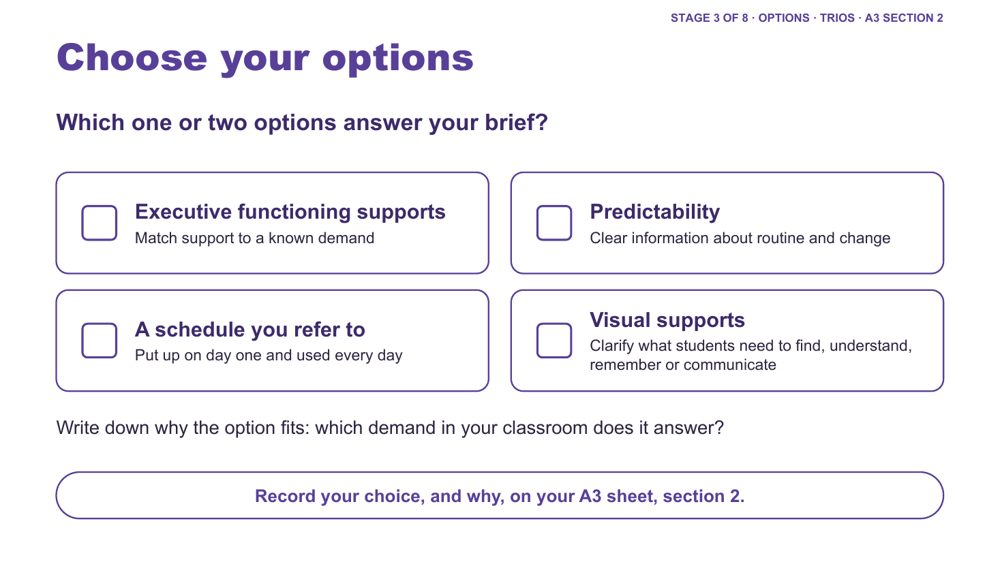 STAGE 3 OF 8 · OPTIONS · TRIOS · A3 SECTION 2
Choose your options
Which one or two options answer your brief?
Executive functioning supports
Match support to a known demand
Predictability
Clear information about routine and change
A schedule you refer to
Put up on day one and used every day
Visual supports
Clarify what students need to find, understand,
remember or communicate
Write down why the option fits: which demand in your classroom does it answer?
Record your choice, and why, on your A3 sheet, section 2.